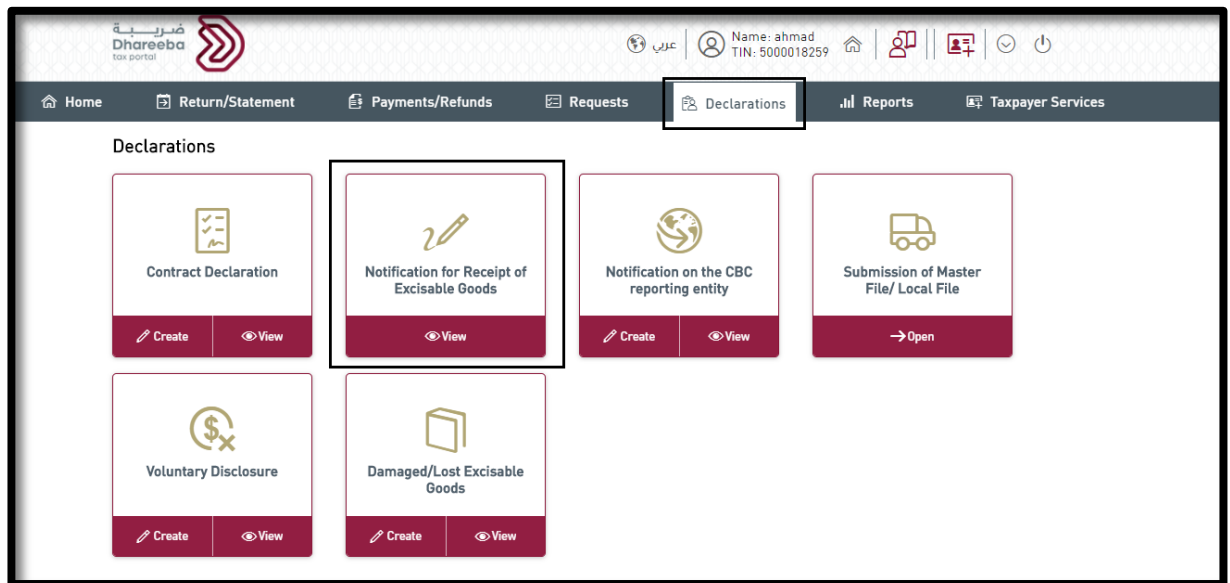 ضريبة
Dhareeba
tax portal
عربي
Name: ahmad
TIN: 5000018259
Home
Return/Statement
Payments/Refunds
Requests
Declarations
Reports
Taxpayer Services
Declarations
Contract Declaration
Create
View
Notification for Receipt of
Excisable Goods
View
Notification on the CBC
reporting entity
Create
View
Submission of Master
File/ Local File
Open
Voluntary Disclosure
Create
View
Damaged/Lost Excisable
Goods
Create
View